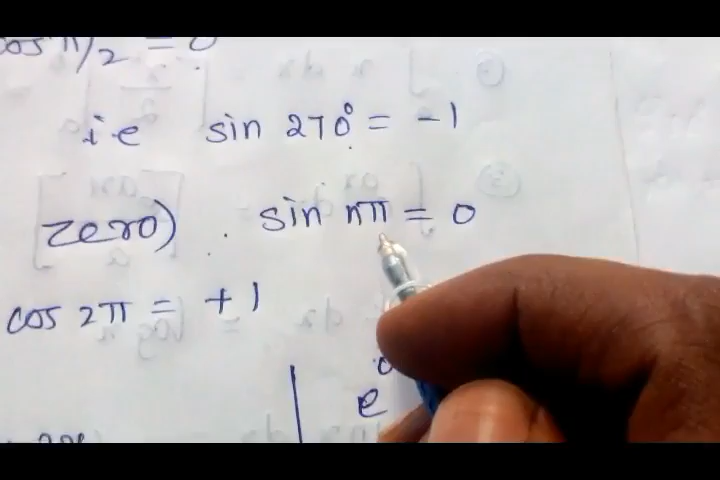 cos π/2 = 0
i.e sin 270° = -1
zero). sin nπ = 0
cos 2π = +1
e